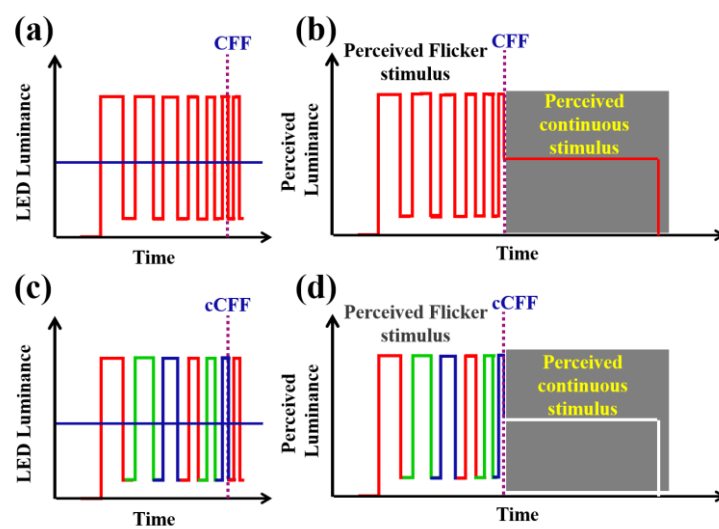 (a)
CFF
LED Luminance
Time
(b)
Perceived Flicker
stimulus
CFF
Perceived
continuous
stimulus
Perceived
Luminance
Time
(c)
cCFF
LED Luminance
Time
(d)
Perceived Flicker
stimulus
cCFF
Perceived
continuous
stimulus
Perceived
Luminance
Time